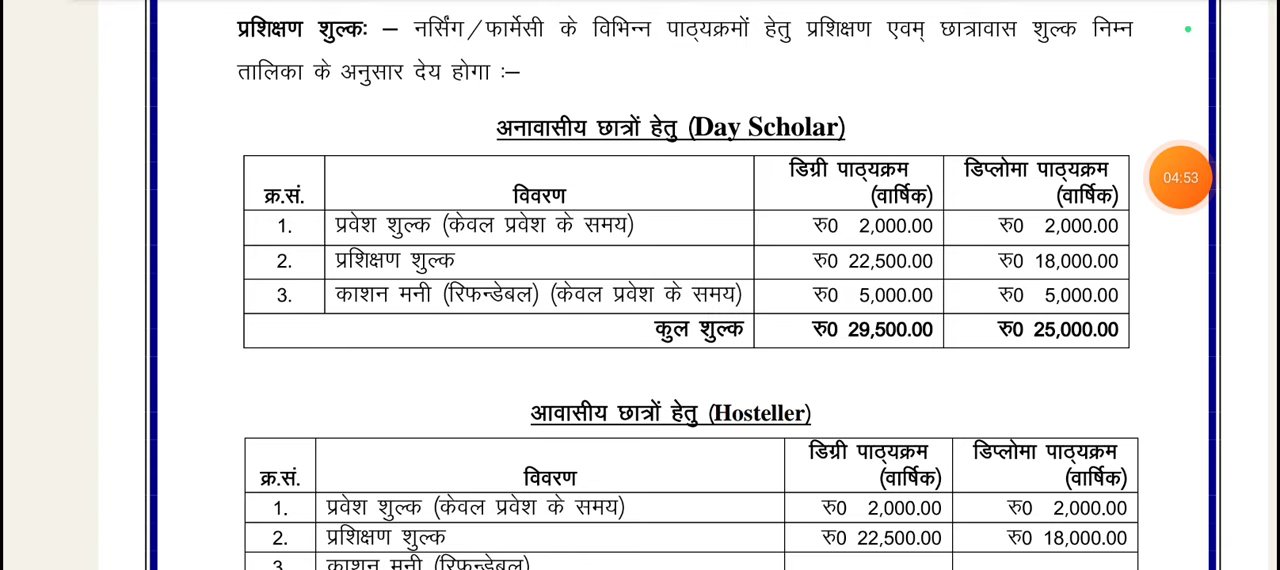 प्रशिक्षण शुल्कः – नर्सिंग/फार्मेसी के विभिन्न पाठ्यक्रमों हेतु प्रशिक्षण एवम् छात्रावास शुल्क निम्न
तालिका के अनुसार देय होगा :–
अनावासीय छात्रों हेतु (Day Scholar)
क्र.सं. विवरण डिग्री पाठ्यक्रम (वार्षिक) डिप्लोमा पाठ्यक्रम (वार्षिक)
04:53
1. प्रवेश शुल्क (केवल प्रवेश के समय) रु0 2,000.00 रु0 2,000.00
2. प्रशिक्षण शुल्क रु0 22,500.00 रु0 18,000.00
3. काशन मनी (रिफन्डेबल) (केवल प्रवेश के समय) रु0 5,000.00 रु0 5,000.00
कुल शुल्क रु0 29,500.00 रु0 25,000.00
आवासीय छात्रों हेतु (Hosteller)
क्र.सं. विवरण डिग्री पाठ्यक्रम (वार्षिक) डिप्लोमा पाठ्यक्रम (वार्षिक)
1. प्रवेश शुल्क (केवल प्रवेश के समय) रु0 2,000.00 रु0 2,000.00
2. प्रशिक्षण शुल्क रु0 22,500.00 रु0 18,000.00
3. काशन मनी (रिफन्डेबल)